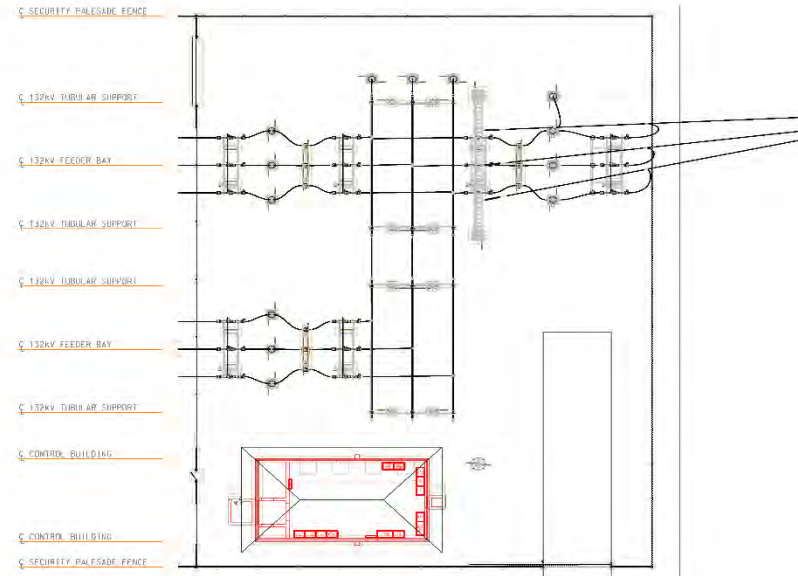 ℄ SECURITY PALESADE FENCE
℄ 132kV TUBULAR SUPPORT
℄ 132kV FEEDER BAY
℄ 132kV TUBULAR SUPPORT
℄ 132kV TUBULAR SUPPORT
℄ 132kV FEEDER BAY
℄ 132kV TUBULAR SUPPORT
℄ CONTROL BUILDING
℄ CONTROL BUILDING
℄ SECURITY PALESADE FENCE